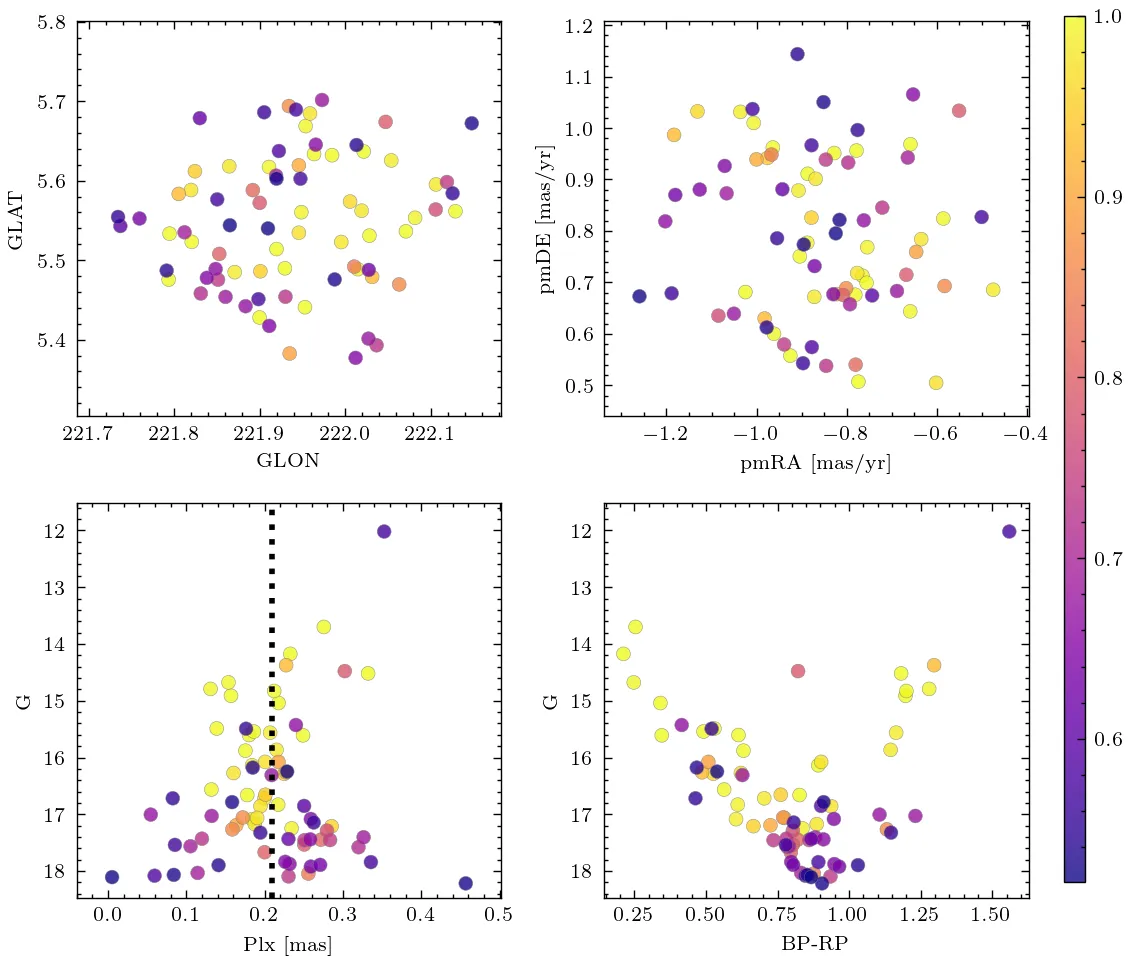 5.8
5.7
5.6
5.5
5.4
GLAT
221.7 221.8 221.9 222.0 222.1
GLON
1.2
1.1
1.0
0.9
0.8
0.7
0.6
0.5
pmDE [mas/yr]
−1.2 −1.0 −0.8 −0.6 −0.4
pmRA [mas/yr]
1.0
0.9
0.8
0.7
0.6
12
13
14
15
16
17
18
G
0.0 0.1 0.2 0.3 0.4 0.5
Plx [mas]
12
13
14
15
16
17
18
G
0.25 0.50 0.75 1.00 1.25 1.50
BP-RP